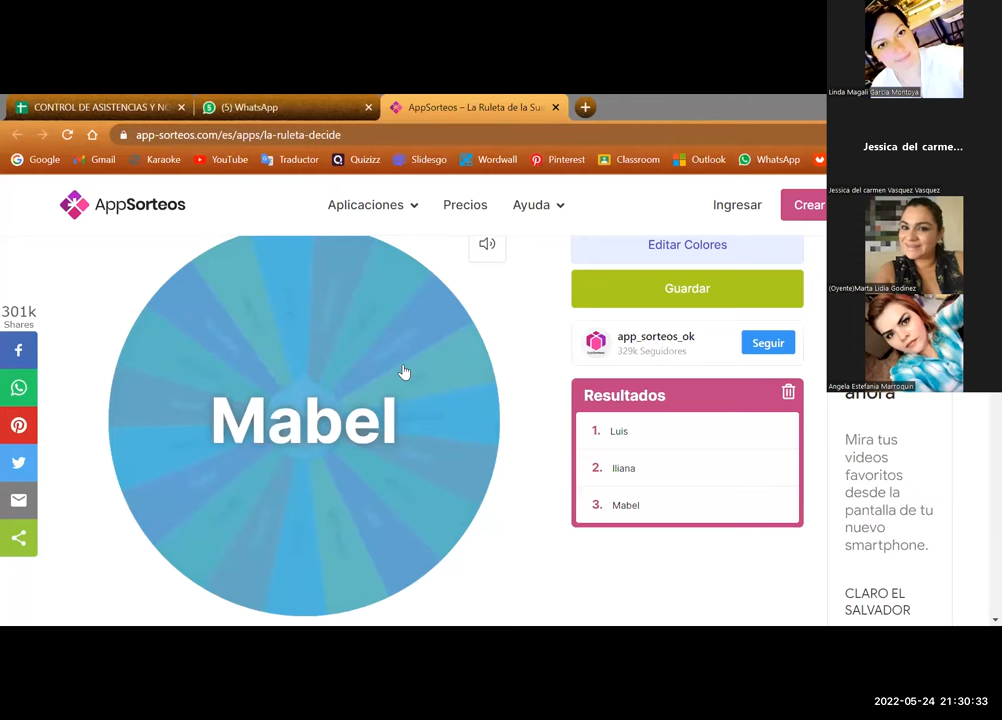 CONTROL DE ASISTENCIAS Y NO
(5) WhatsApp
AppSorteos – La Ruleta de la Sue
app-sorteos.com/es/apps/la-ruleta-decide
Google
Gmail
Karaoke
YouTube
Traductor
Quizizz
Slidesgo
Wordwall
Pinterest
Classroom
Outlook
WhatsApp
AppSorteos
Aplicaciones
Precios
Ayuda
Ingresar
Crear
301k
Shares
Mabel
Editar Colores
Guardar
app_sorteos_ok
329k Seguidores
Seguir
Resultados
1. Luis
2. Iliana
3. Mabel
Linda Magali Garcia Montoya
Jessica del carme...
Jessica del carmen Vasquez Vasquez
(Oyente)Marta Lidia Godinez
Angela Estefania Marroquin
ahora
Mira tus
videos
favoritos
desde la
pantalla de tu
nuevo
smartphone.
CLARO EL
SALVADOR
2022-05-24 21:30:33